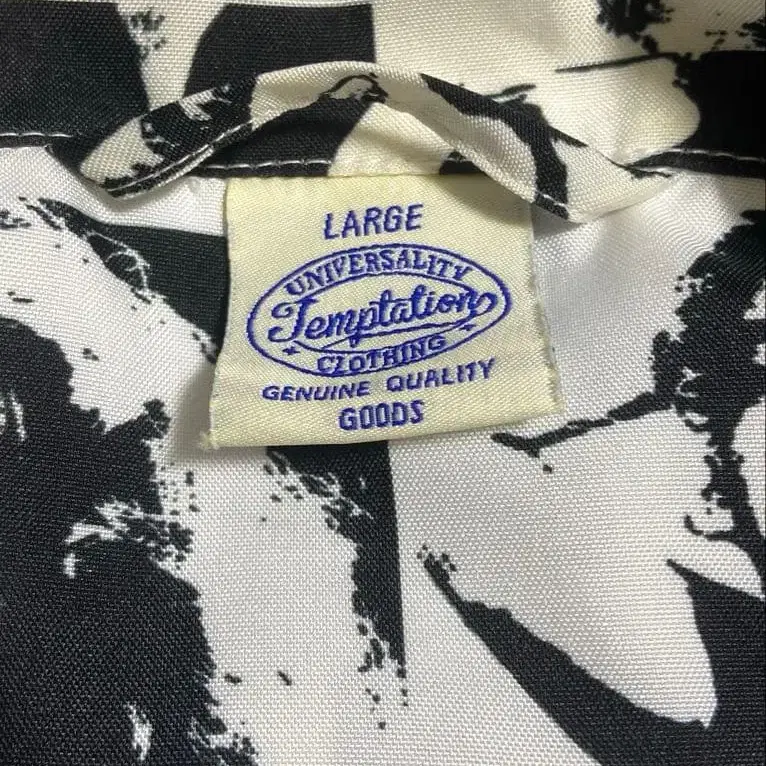 LARGE
UNIVERSALITY
Temptation
CLOTHING
GENUINE QUALITY
GOODS